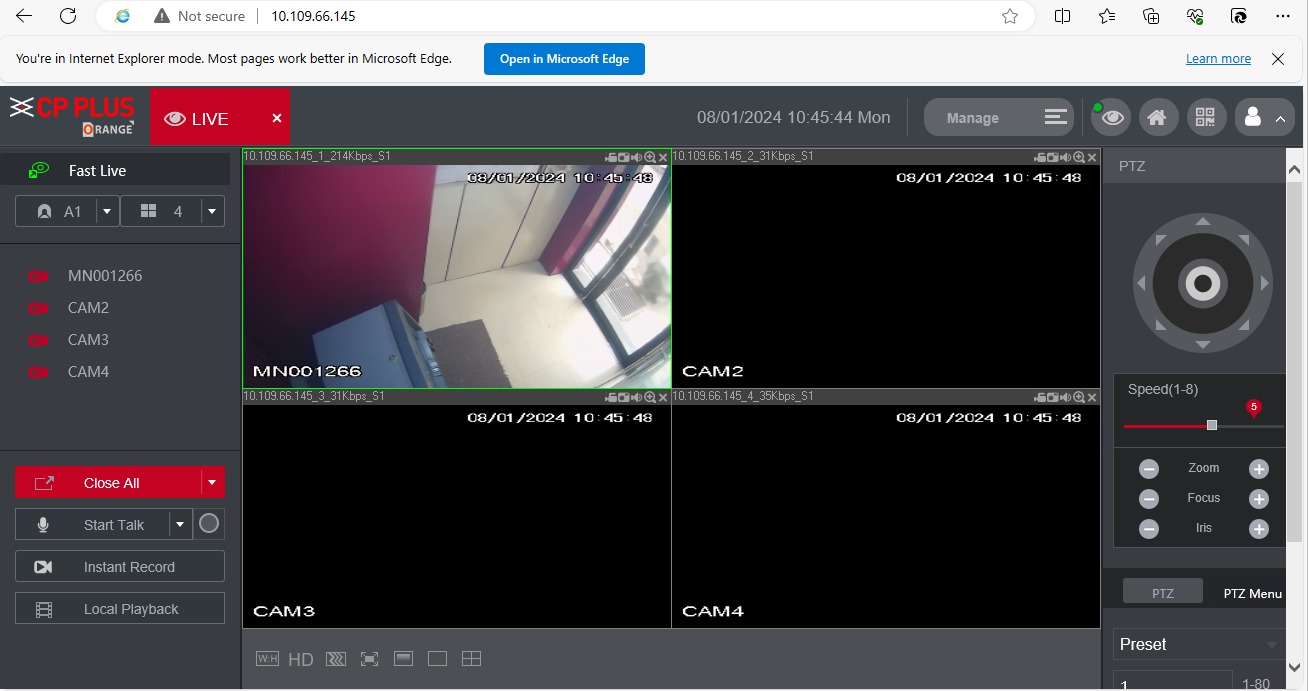 Not secure 10.109.66.145
You're in Internet Explorer mode. Most pages work better in Microsoft Edge. Open in Microsoft Edge Learn more
CP PLUS
ORANGE
LIVE
08/01/2024 10:45:44 Mon
Manage
Fast Live
A1 4
MN001266
CAM2
CAM3
CAM4
Close All
Start Talk
Instant Record
Local Playback
10.109.66.145_1_214Kbps_S1
08/01/2024 10:45:48
MN001266
10.109.66.145_2_31Kbps_S1
08/01/2024 10:45:48
CAM2
10.109.66.145_3_31Kbps_S1
08/01/2024 10:45:48
CAM3
10.109.66.145_4_35Kbps_S1
08/01/2024 10:45:48
CAM4
W:H HD
PTZ
Speed(1-8)
5
Zoom
Focus
Iris
PTZ PTZ Menu
Preset
1 1-80